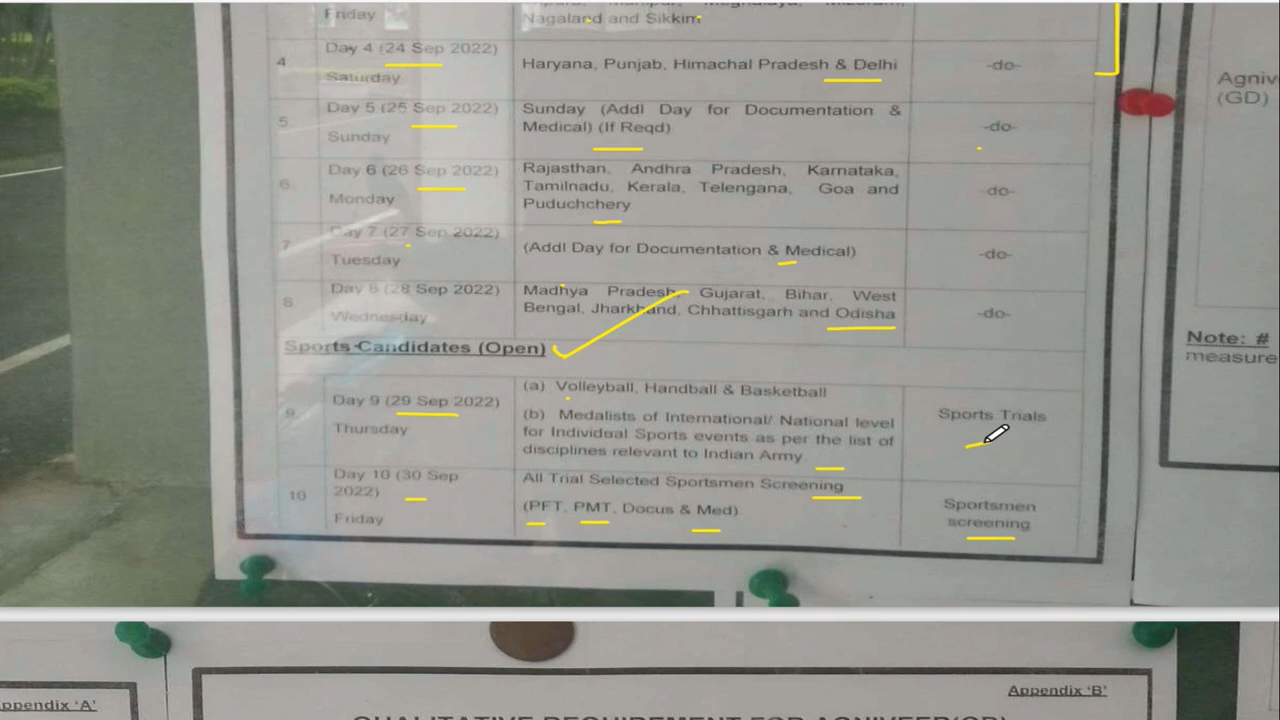 Friday
Nagaland and Sikkim
4
Day 4 (24 Sep 2022)
Saturday
Haryana, Punjab, Himachal Pradesh & Delhi
-do-
5
Day 5 (25 Sep 2022)
Sunday
Sunday (Addl Day for Documentation &
Medical) (If Reqd)
-do-
6.
Day 6 (26 Sep 2022)
Monday
Rajasthan, Andhra Pradesh, Karnataka,
Tamilnadu, Kerala, Telengana, Goa and
Puduchchery
-do-
7.
Day 7 (27 Sep 2022)
Tuesday
(Addl Day for Documentation & Medical)
-do-
8.
Day 8 (28 Sep 2022)
Wednesday
Madhya Pradesh, Gujarat, Bihar, West
Bengal, Jharkhand, Chhattisgarh and Odisha
-do-
Sports Candidates (Open)
9.
Day 9 (29 Sep 2022)
Thursday
(a) Volleyball, Handball & Basketball
(b) Medalists of International/ National level
for Individual Sports events as per the list of
disciplines relevant to Indian Army.
Sports Trials
10
Day 10 (30 Sep
2022)
Friday
All Trial Selected Sportsmen Screening
(PFT, PMT, Docus & Med)
Sportsmen
screening
Agniv
(GD)
Note: #
measure
ppendix 'A'
Appendix 'B'
QUALITATIVE REQUIREMENT FOR AGNIVEER(GD)